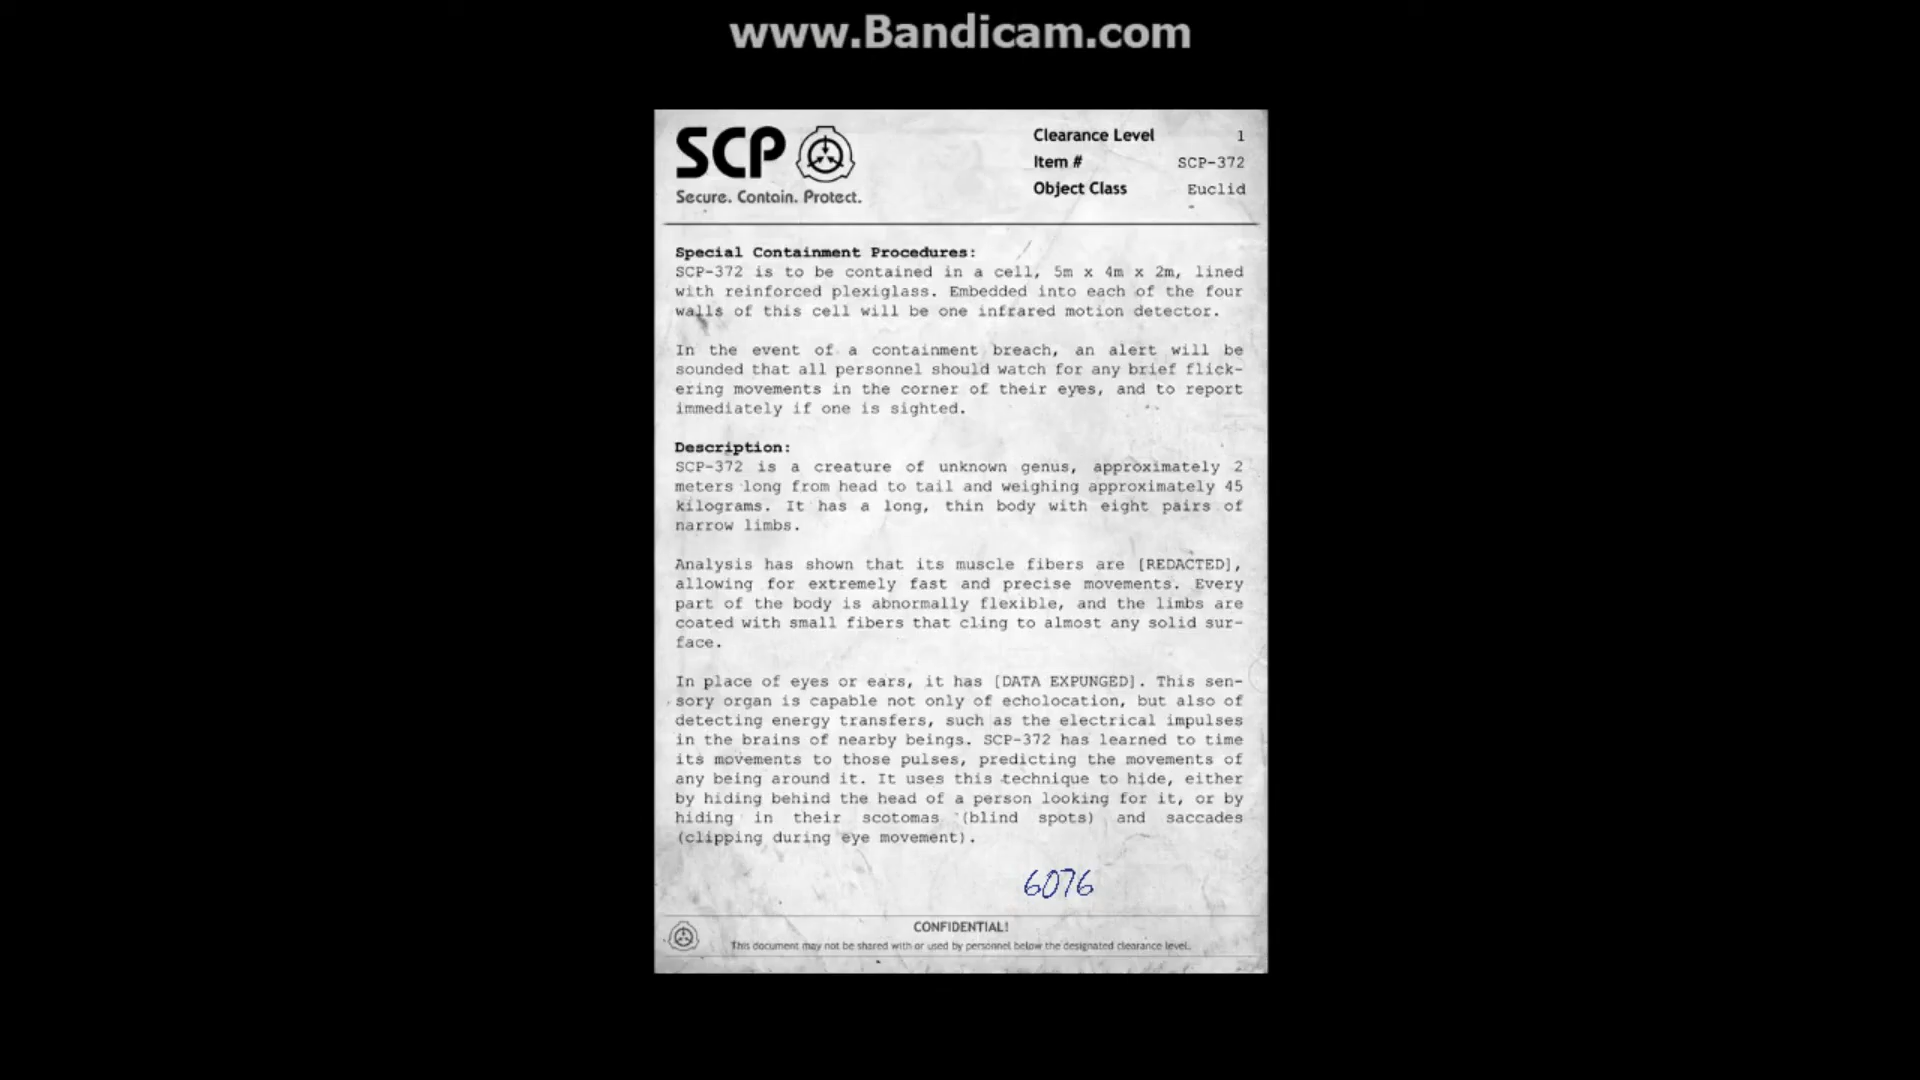 www.Bandicam.com
SCP
Secure. Contain. Protect.
Clearance Level 1
Item # SCP-372
Object Class Euclid
Special Containment Procedures:
SCP-372 is to be contained in a cell, 5m x 4m x 2m, lined
with reinforced plexiglass. Embedded into each of the four
walls of this cell will be one infrared motion detector.
In the event of a containment breach, an alert will be
sounded that all personnel should watch for any brief flick-
ering movements in the corner of their eyes, and to report
immediately if one is sighted.
Description:
SCP-372 is a creature of unknown genus, approximately 2
meters long from head to tail and weighing approximately 45
kilograms. It has a long, thin body with eight pairs of
narrow limbs.
Analysis has shown that its muscle fibers are [REDACTED],
allowing for extremely fast and precise movements. Every
part of the body is abnormally flexible, and the limbs are
coated with small fibers that cling to almost any solid sur-
face.
In place of eyes or ears, it has [DATA EXPUNGED]. This sen-
sory organ is capable not only of echolocation, but also of
detecting energy transfers, such as the electrical impulses
in the brains of nearby beings. SCP-372 has learned to time
its movements to those pulses, predicting the movements of
any being around it. It uses this technique to hide, either
by hiding behind the head of a person looking for it, or by
hiding in their scotomas (blind spots) and saccades
(clipping during eye movement).
6076
CONFIDENTIAL!
This document may not be shared with or used by personnel below the designated clearance level.